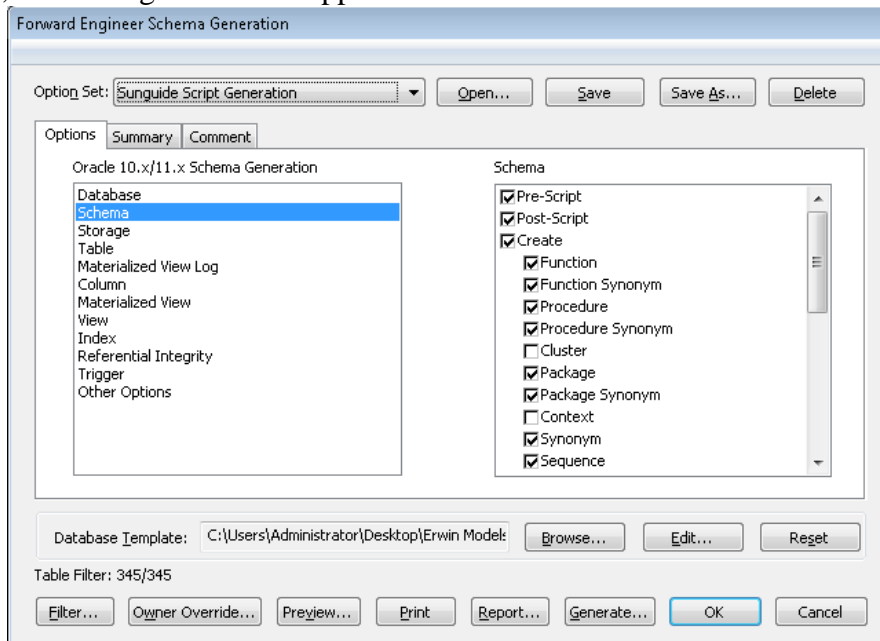 Forward Engineer Schema Generation
Option Set: Sunguide Script Generation Open... Save Save As... Delete
Options Summary Comment
Oracle 10.x/11.x Schema Generation
Database
Schema
Storage
Table
Materialized View Log
Column
Materialized View
View
Index
Referential Integrity
Trigger
Other Options
Schema
Pre-Script
Post-Script
Create
Function
Function Synonym
Procedure
Procedure Synonym
Cluster
Package
Package Synonym
Context
Synonym
Sequence
Database Template: C:\Users\Administrator\Desktop\Erwin Models Browse... Edit... Reset
Table Filter: 345/345
Filter... Owner Override... Preview... Print Report... Generate... OK Cancel